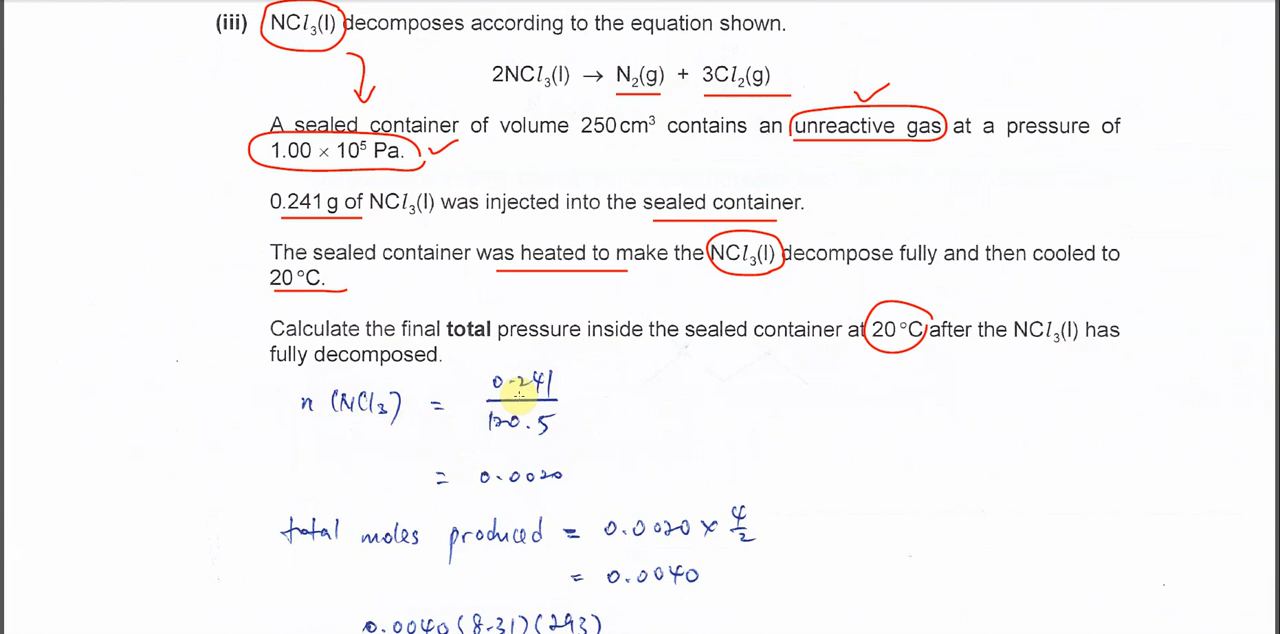 (iii) NCl₃(l) decomposes according to the equation shown.
2NCl₃(l) → N₂(g) + 3Cl₂(g)
A sealed container of volume 250 cm³ contains an unreactive gas at a pressure of
1.00 × 10⁵ Pa.
0.241 g of NCl₃(l) was injected into the sealed container.
The sealed container was heated to make the NCl₃(l) decompose fully and then cooled to
20 °C.
Calculate the final total pressure inside the sealed container at 20 °C after the NCl₃(l) has
fully decomposed.
n (NCl₃) = 0.241 / 120.5
= 0.0020
total moles produced = 0.0020 × 4/2
= 0.0040
0.0040 (8.31) (293)